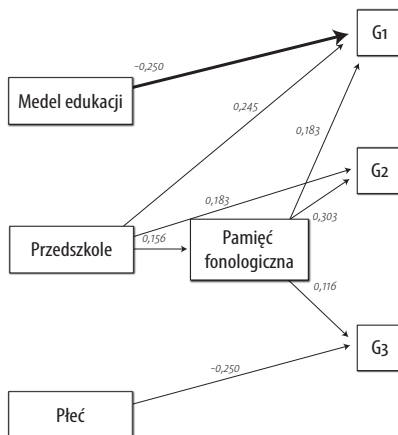 G1
-0,250
Medel edukacji
0,245
0,183
G2
0,183
0,303
Przedszkole
0,156
Pamięć
fonologiczna
0,116
G3
-0,250
Płeć